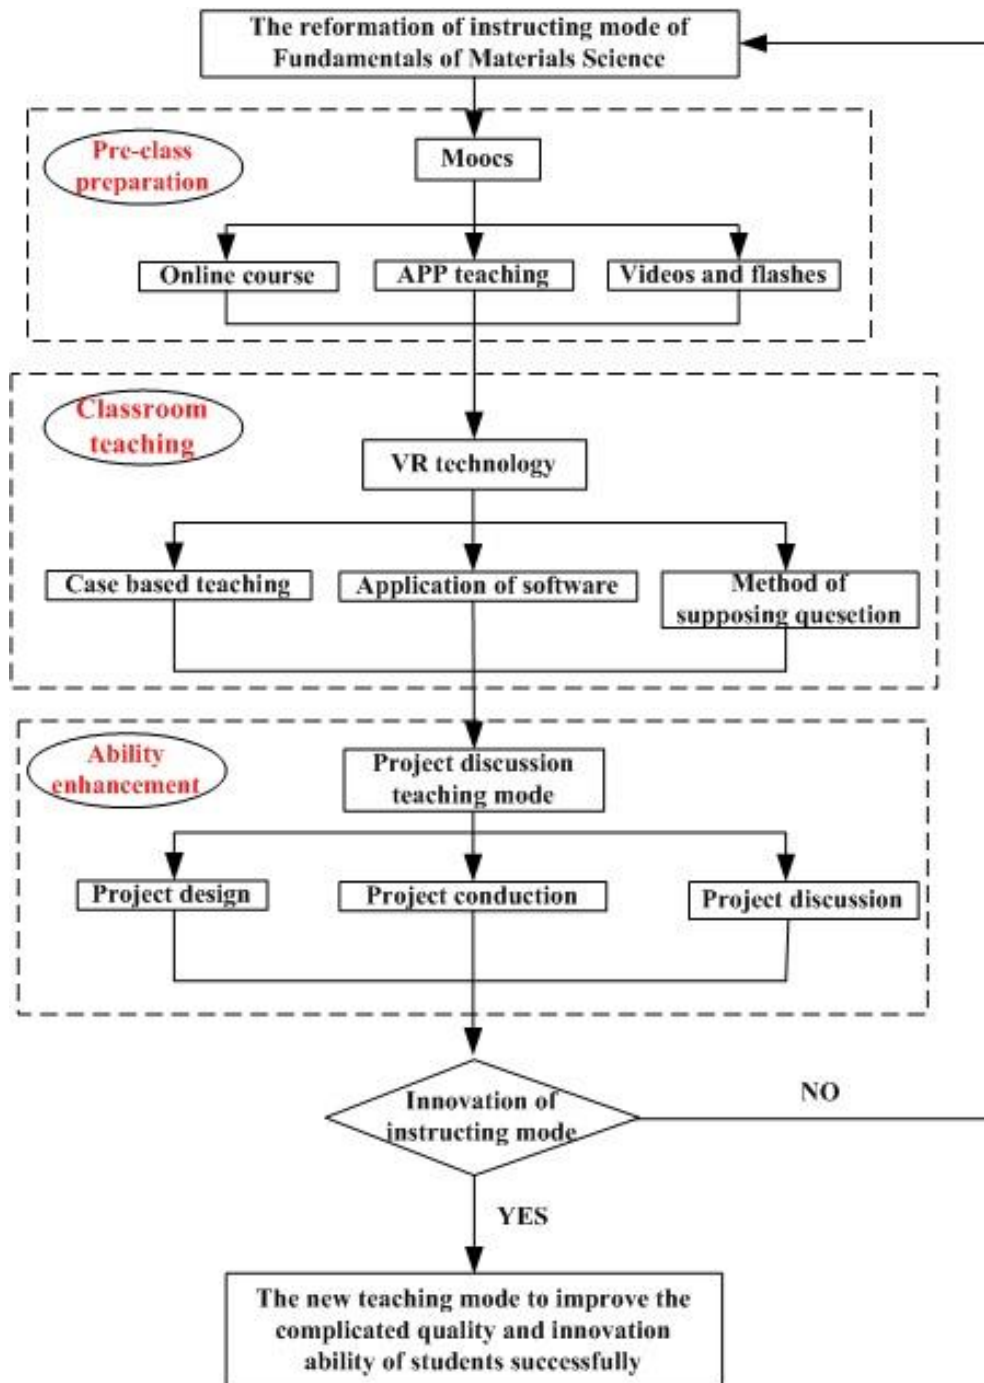 The reformation of instructing mode of
Fundamentals of Materials Science
Pre-class
preparation
Moocs
Online course
APP teaching
Videos and flashes
Classroom
teaching
VR technology
Case based teaching
Application of software
Method of
supposing quesetion
Ability
enhancement
Project discussion
teaching mode
Project design
Project conduction
Project discussion
Innovation of
instructing mode
NO
YES
The new teaching mode to improve the
complicated quality and innovation
ability of students successfully